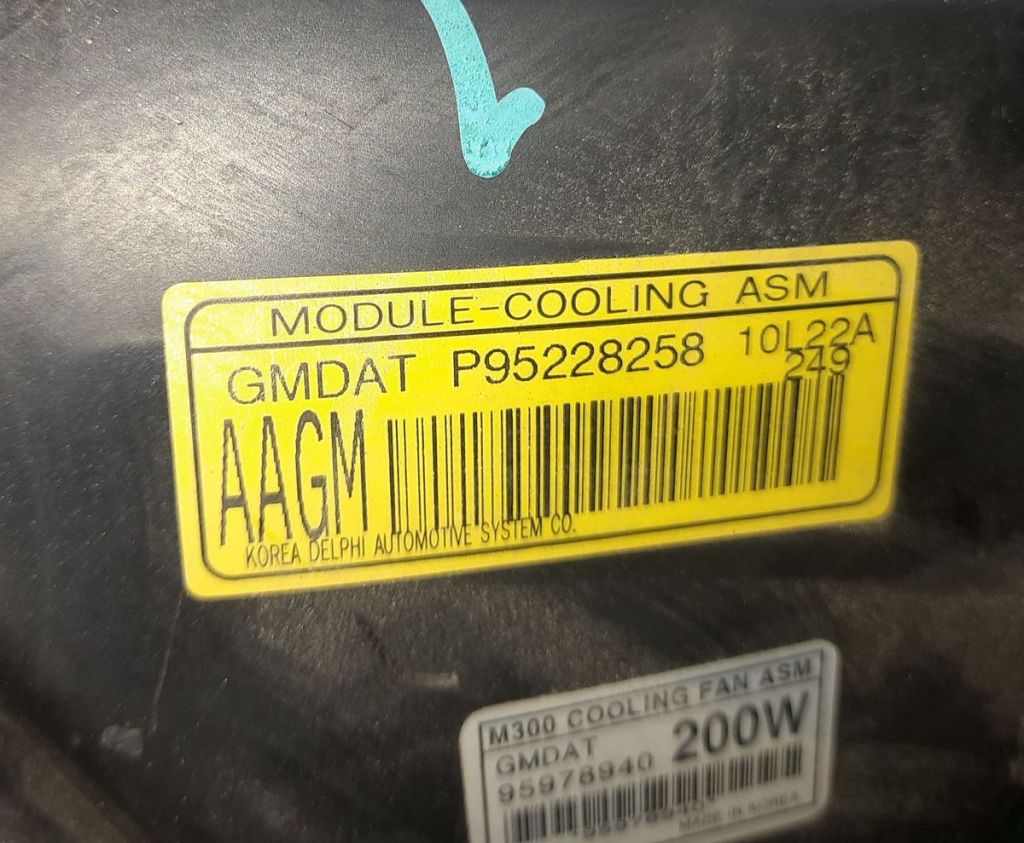 MODULE-COOLING ASM
GMDAT P95228258 10L22A
249
AAGM
KOREA DELPHI AUTOMOTIVE SYSTEM CO.
M300 COOLING FAN ASM
GMDAT 200W
95978940
*95978940*
MADE IN KOREA